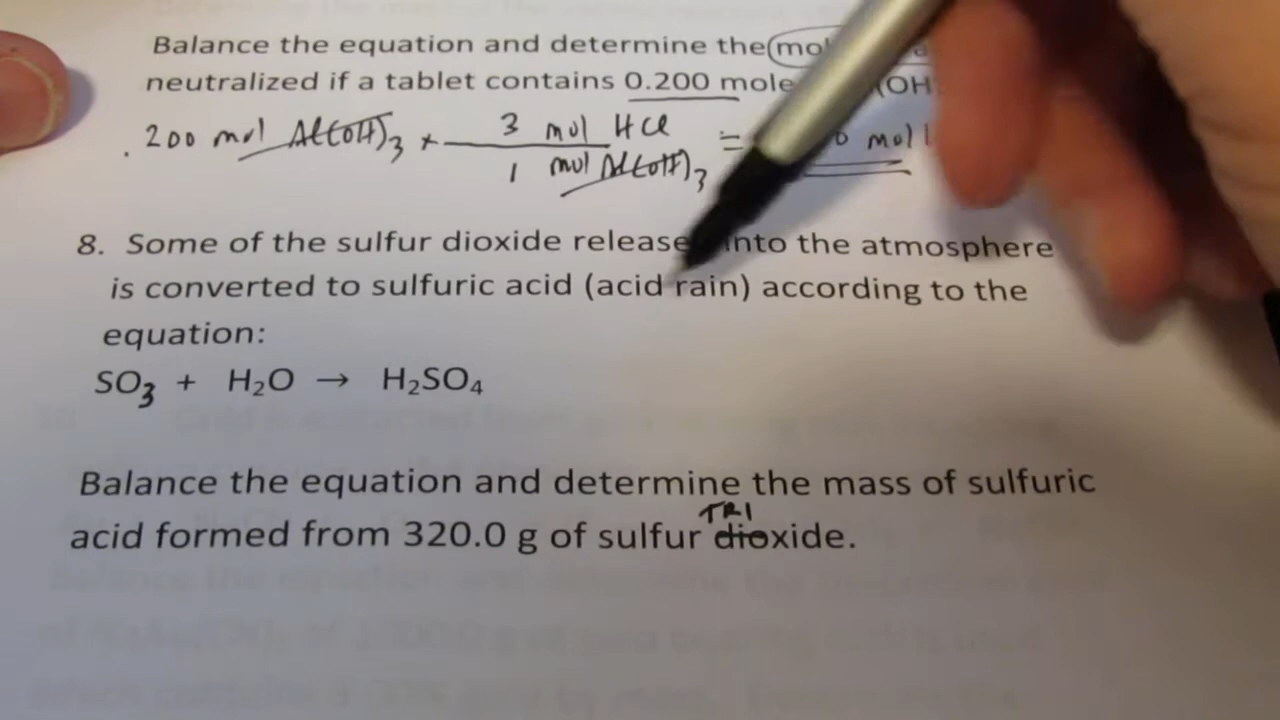 Balance the equation and determine the
neutralized if a tablet contains 0.200 mole (OH
. 200 mol Al(OH)3 * 3 mol HCl = mol
1 mol Al(OH)3
8. Some of the sulfur dioxide release into the atmosphere
is converted to sulfuric acid (acid rain) according to the
equation:
SO3 + H₂O → H₂SO₄
Balance the equation and determine the mass of sulfuric
TRI
acid formed from 320.0 g of sulfur dioxide.